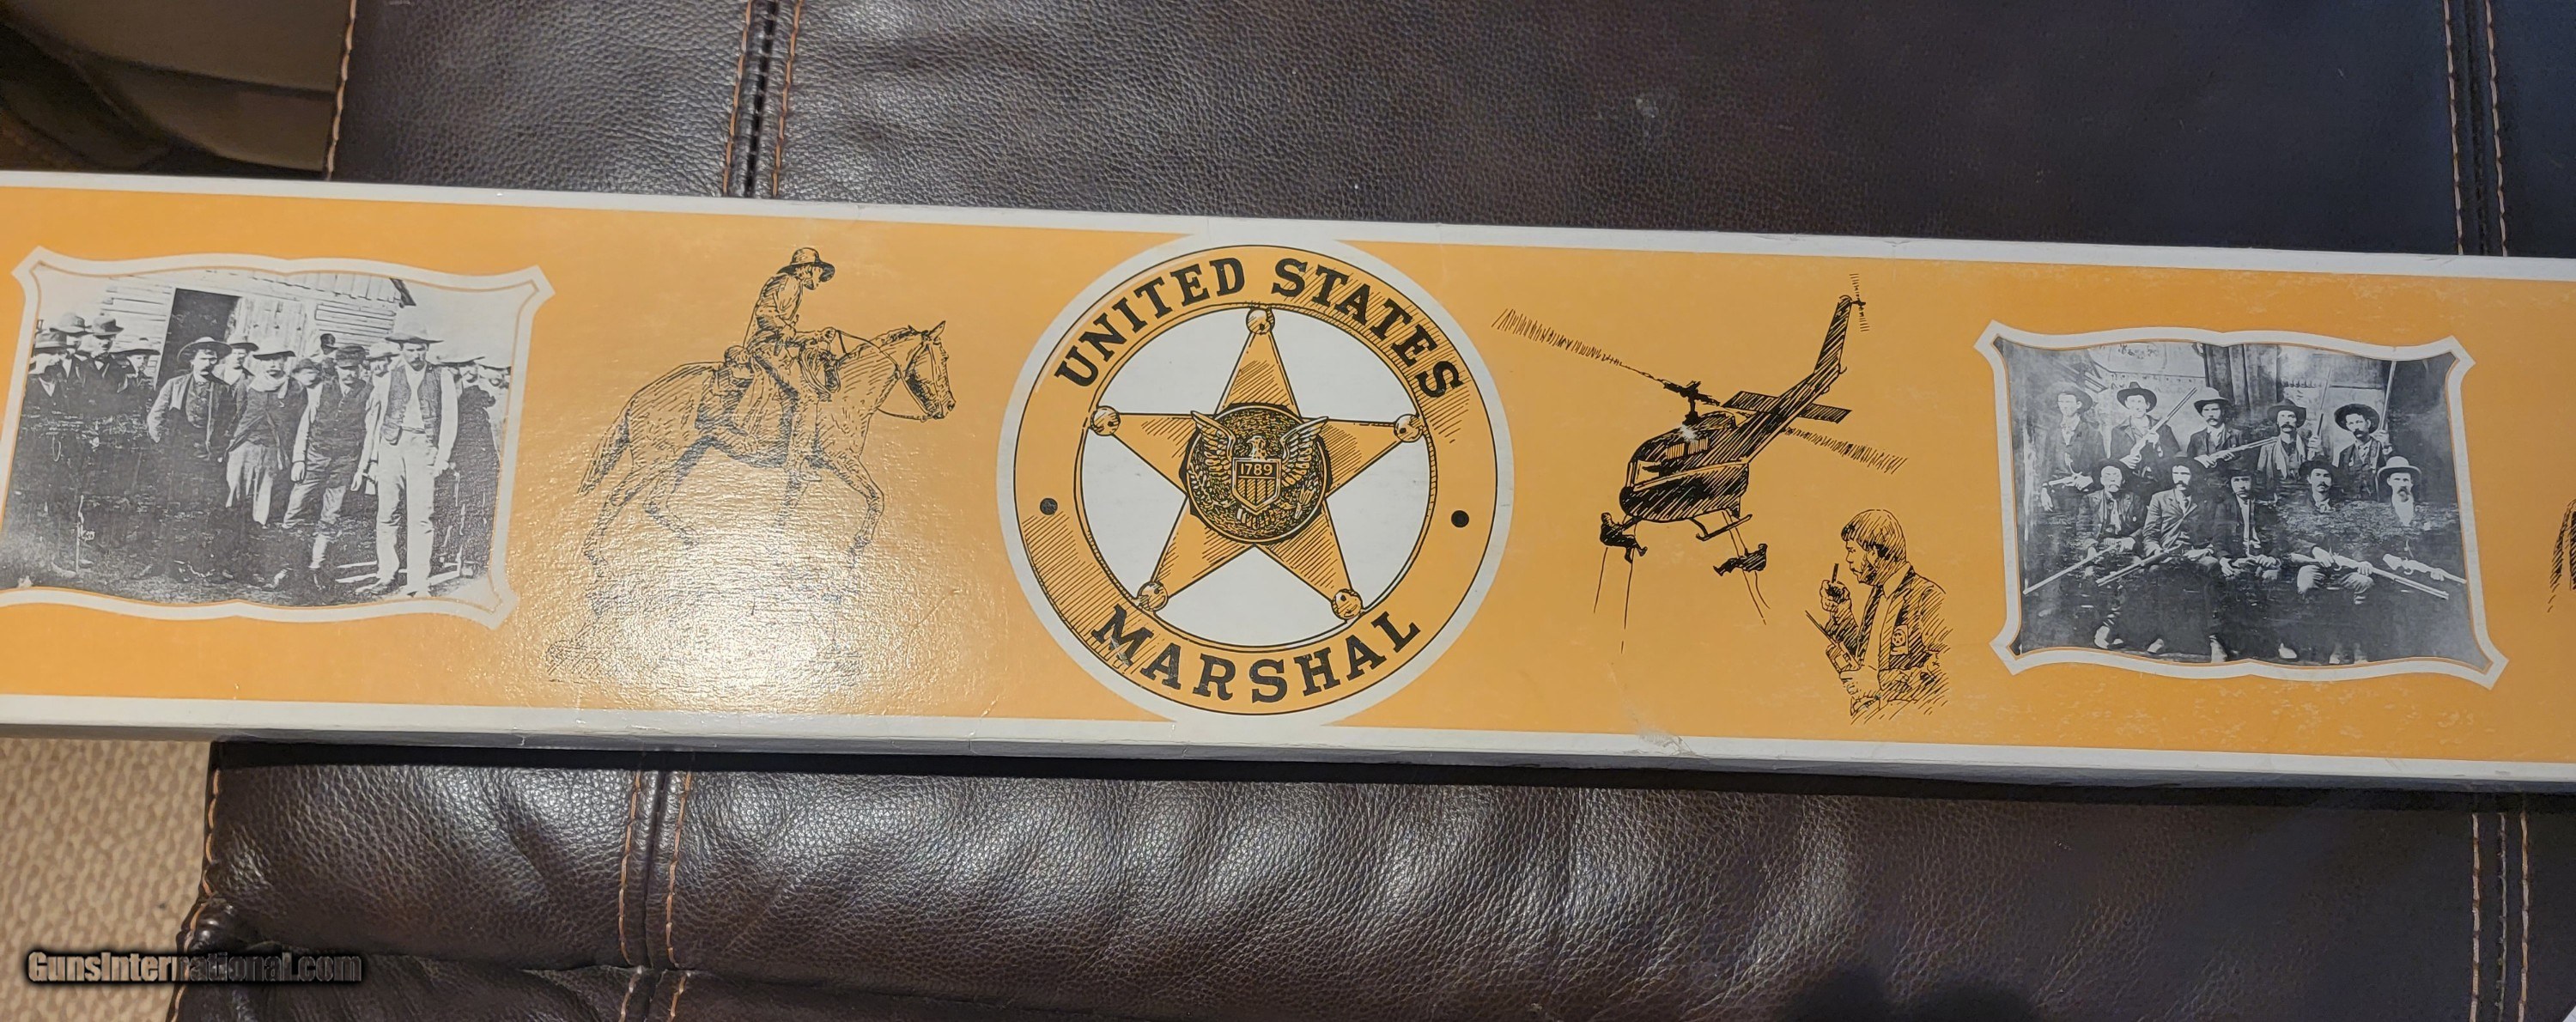 UNITED STATES
1789
MARSHAL
GunsInternational.com